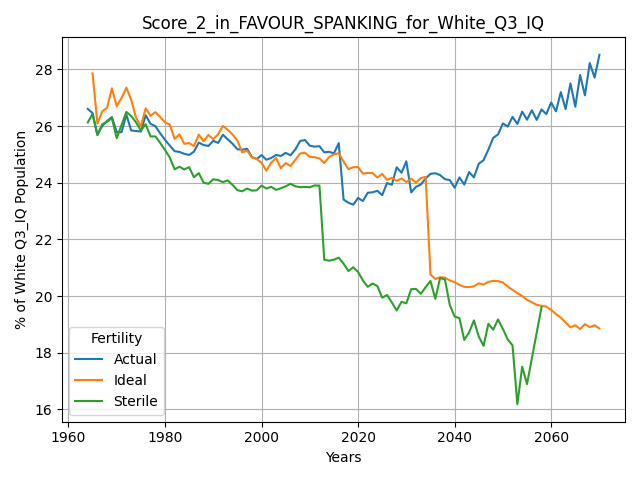 Score_2_in_FAVOUR_SPANKING_for_White_Q3_IQ
% of White Q3_IQ Population
28
26
24
22
20
18
16
Fertility
Actual
Ideal
Sterile
1960 1980 2000 2020 2040 2060
Years